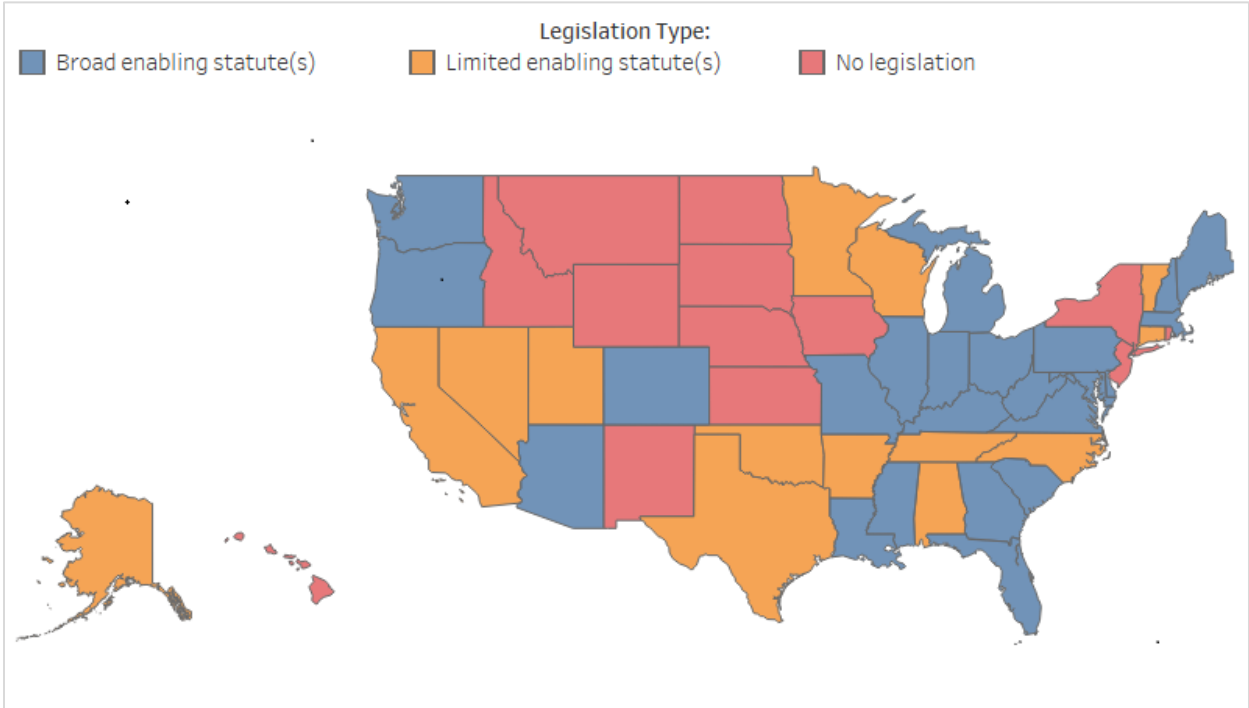 Legislation Type:
Broad enabling statute(s) Limited enabling statute(s) No legislation